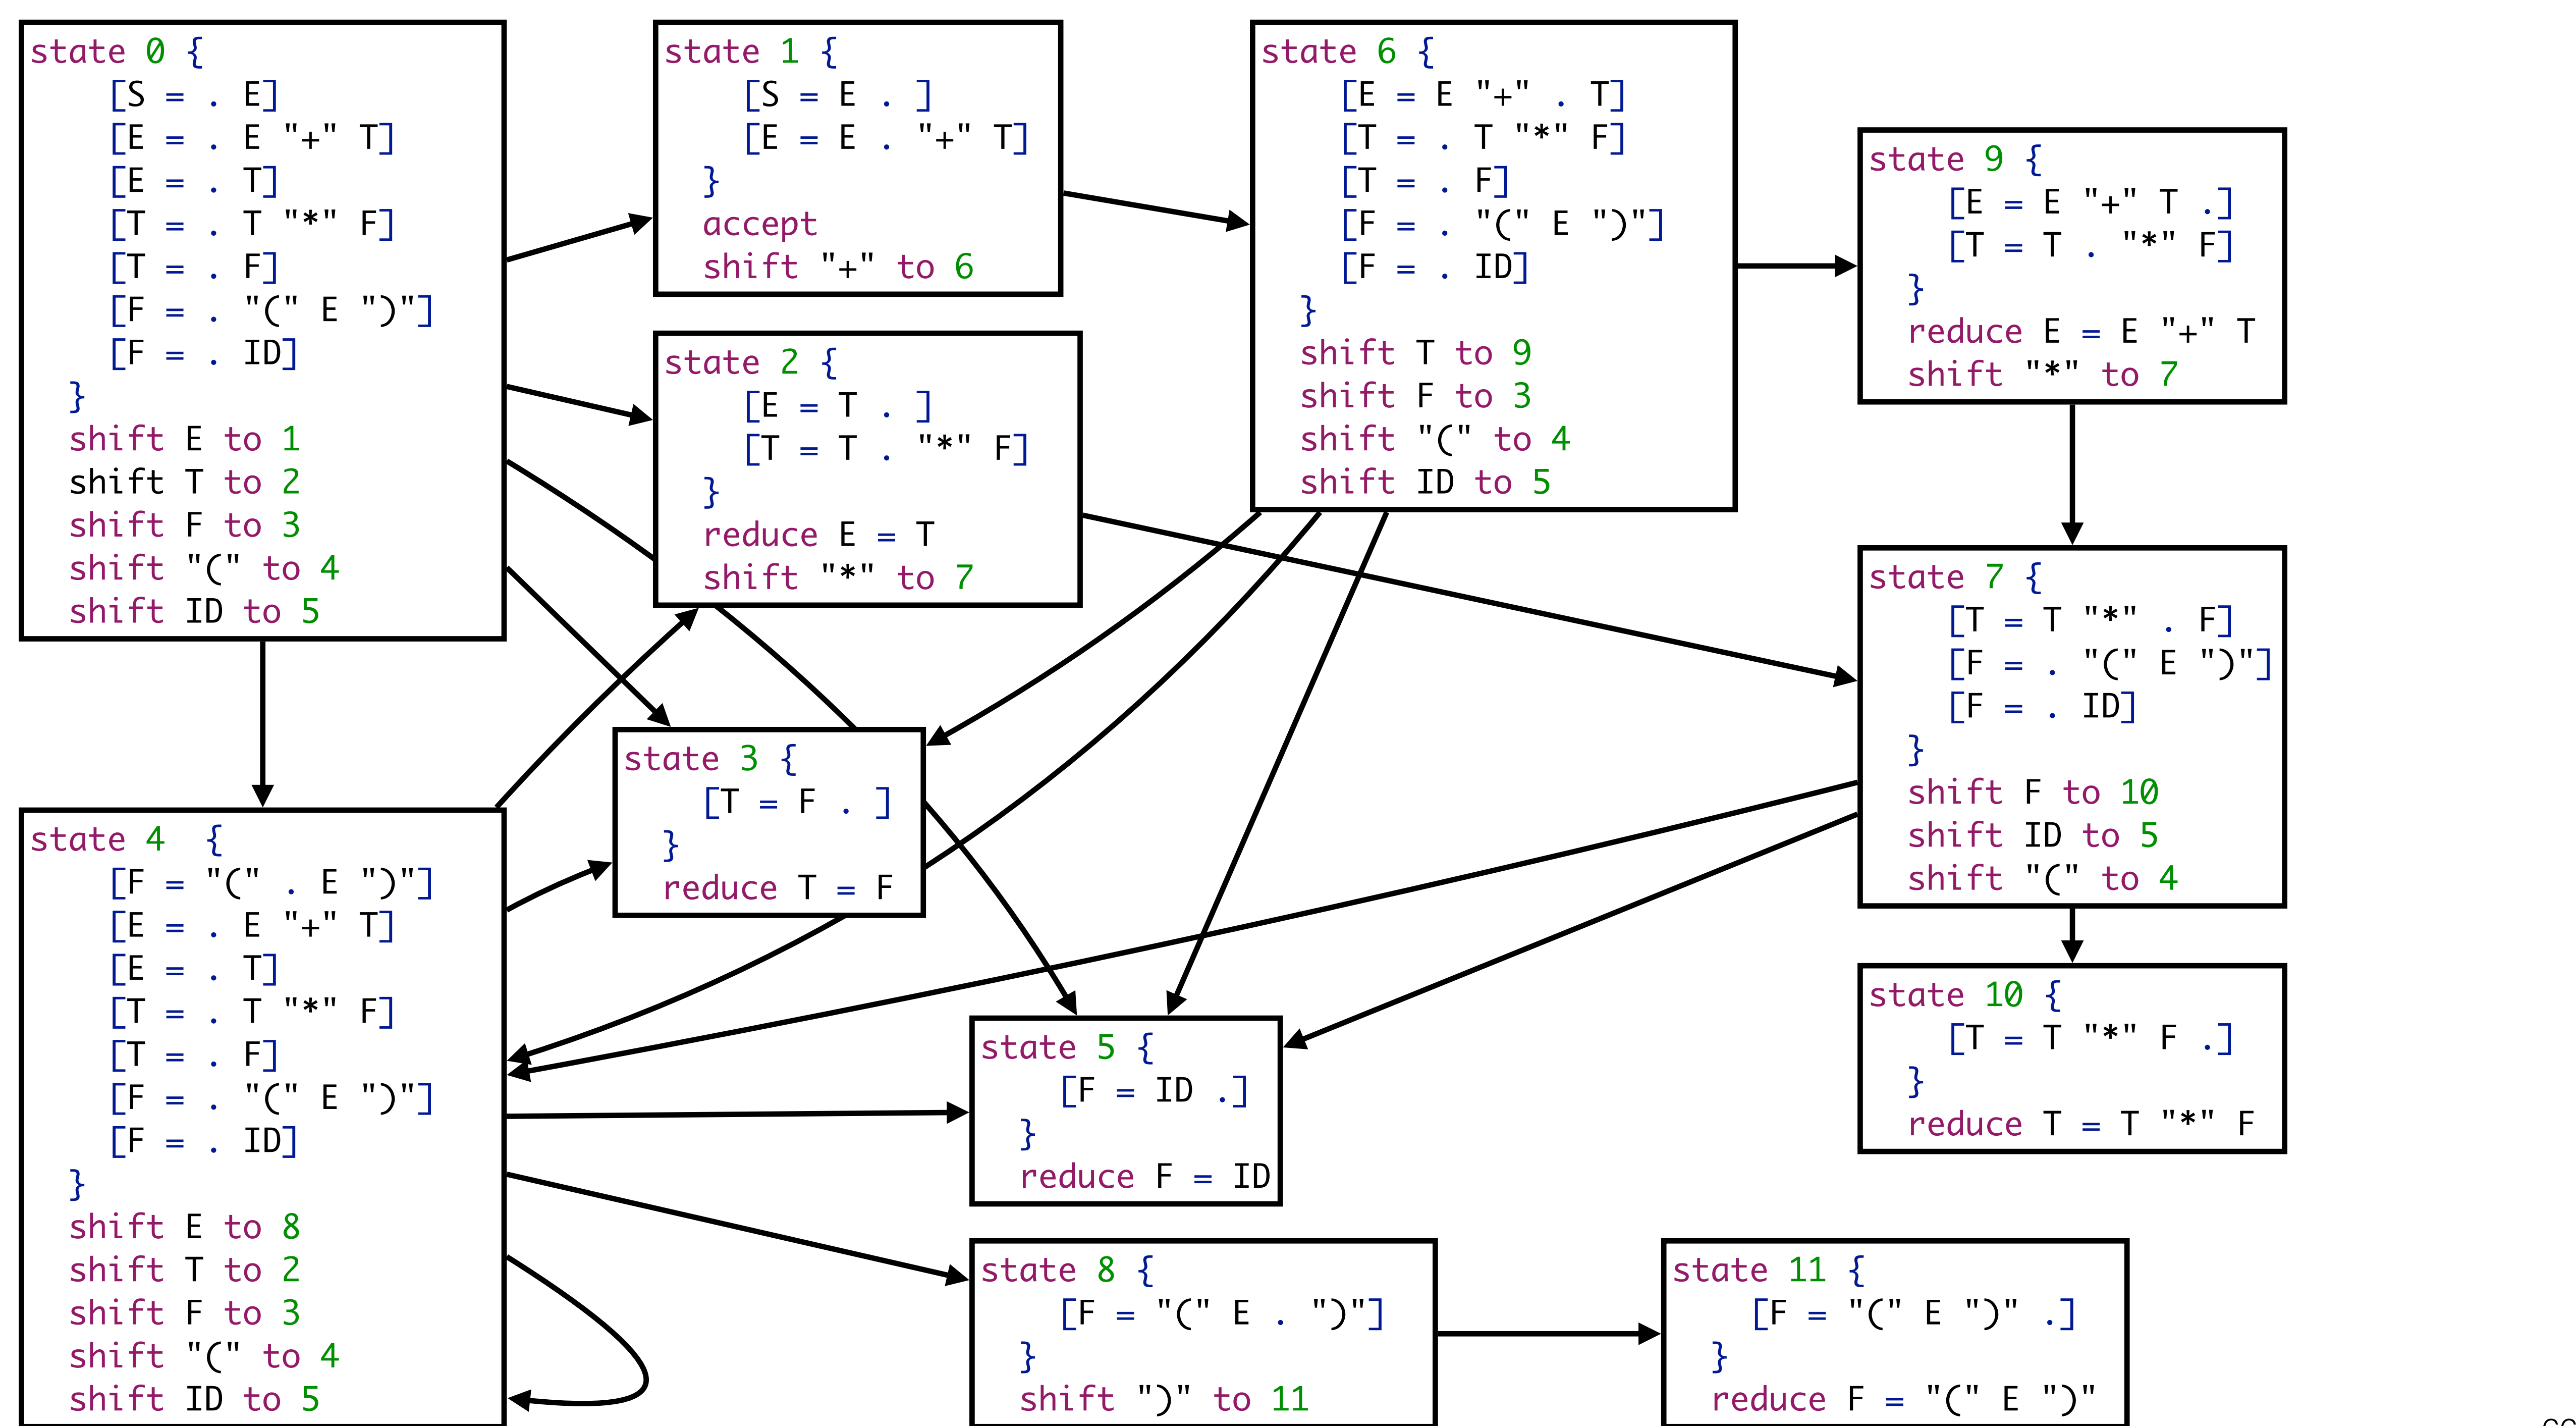 state 0 {
[S = . E]
[E = . E "+" T]
[E = . T]
[T = . T "*" F]
[T = . F]
[F = . "(" E ")"]
[F = . ID]
}
shift E to 1
shift T to 2
shift F to 3
shift "(" to 4
shift ID to 5
state 1 {
[S = E . ]
[E = E . "+" T]
}
accept
shift "+" to 6
state 2 {
[E = T . ]
[T = T . "*" F]
}
reduce E = T
shift "*" to 7
state 6 {
[E = E "+" . T]
[T = . T "*" F]
[T = . F]
[F = . "(" E ")"]
[F = . ID]
}
shift T to 9
shift F to 3
shift "(" to 4
shift ID to 5
state 9 {
[E = E "+" T .]
[T = T . "*" F]
}
reduce E = E "+" T
shift "*" to 7
state 7 {
[T = T "*" . F]
[F = . "(" E ")"]
[F = . ID]
}
shift F to 10
shift ID to 5
shift "(" to 4
state 3 {
[T = F . ]
}
reduce T = F
state 4 {
[F = "(" . E ")"]
[E = . E "+" T]
[E = . T]
[T = . T "*" F]
[T = . F]
[F = . "(" E ")"]
[F = . ID]
}
shift E to 8
shift T to 2
shift F to 3
shift "(" to 4
shift ID to 5
state 5 {
[F = ID .]
}
reduce F = ID
state 10 {
[T = T "*" F .]
}
reduce T = T "*" F
state 8 {
[F = "(" E . ")"]
}
shift ")" to 11
state 11 {
[F = "(" E ")" .]
}
reduce F = "(" E ")"